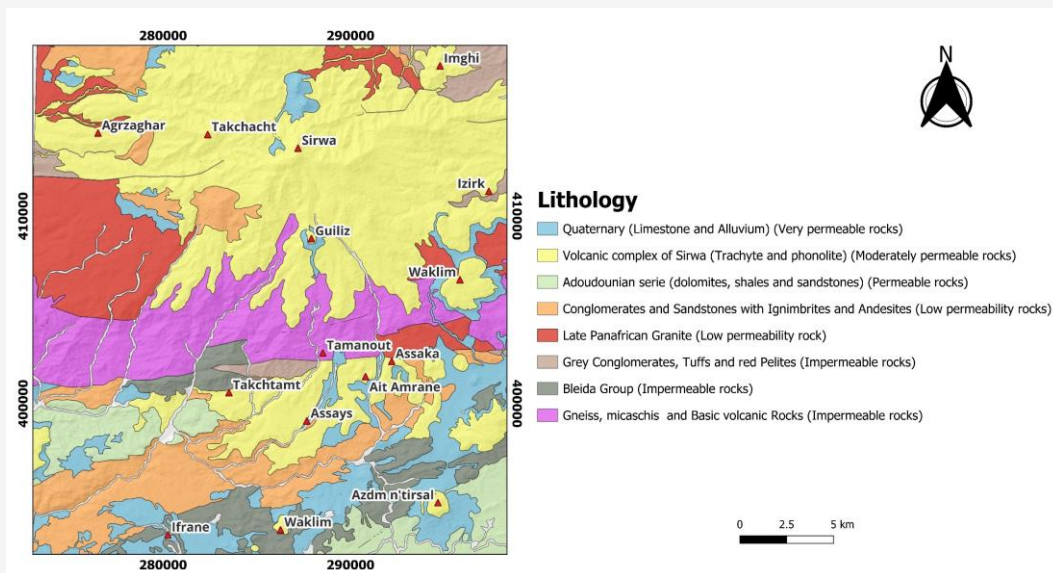 280000 290000
N
Imghi
Agrzaghar
Takchacht
Sirwa
Izirk
410000
410000
Guiliz
Waklim
Tamanout
Assaka
Ait Amrane
Takchtamt
400000
400000
Assays
Azdm n'tirsal
Waklim
Ifrane
280000 290000
Lithology
Quaternary (Limestone and Alluvium) (Very permeable rocks)
Volcanic complex of Sirwa (Trachyte and phonolite) (Moderately permeable rocks)
Adoudounian serie (dolomites, shales and sandstones) (Permeable rocks)
Conglomerates and Sandstones with Ignimbrites and Andesites (Low permeability rocks)
Late Panafrican Granite (Low permeability rock)
Grey Conglomerates, Tuffs and red Pelites (Impermeable rocks)
Bleida Group (Impermeable rocks)
Gneiss, micaschis and Basic volcanic Rocks (Impermeable rocks)
0 2.5 5 km